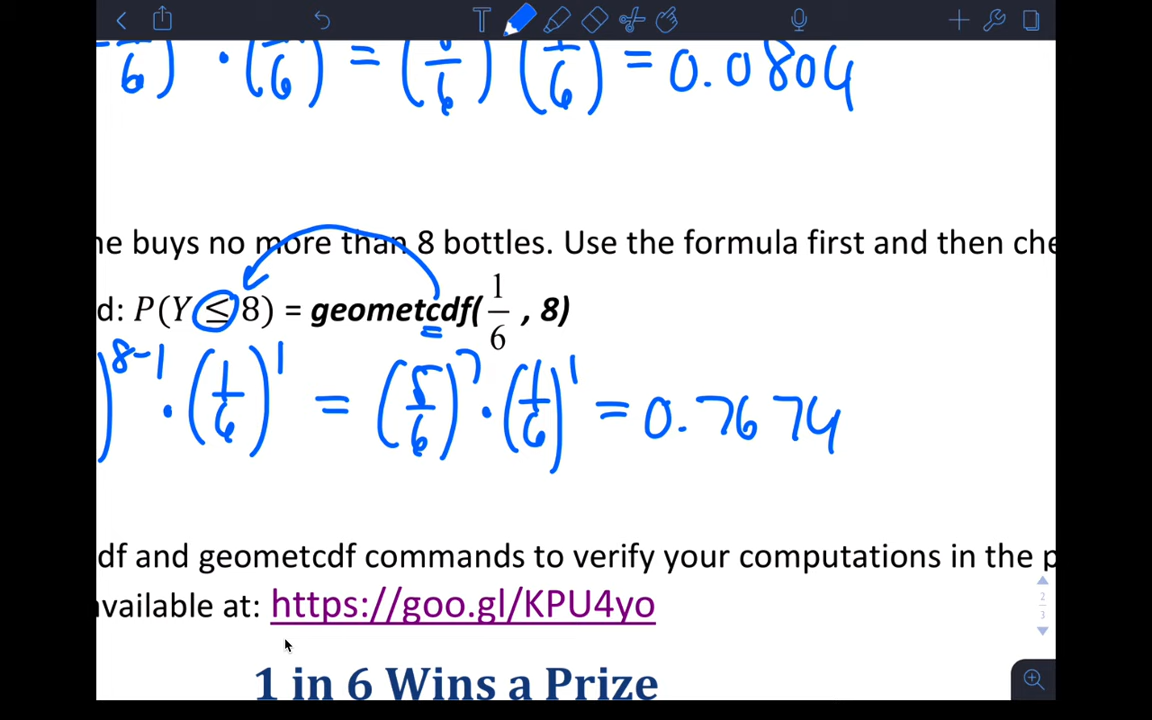 6) · ( 6 ) = ( 6 ) ( 6 ) = 0.0804
he buys no more than 8 bottles. Use the formula first and then che
d: P(Y ≤ 8) = geometcdf(1/6 , 8)
)^8-1 · (1/6)^1 = (5/6)^7 · (1/6)^1 = 0.7674
df and geometcdf commands to verify your computations in the p
available at: https://goo.gl/KPU4yo
1 in 6 Wins a Prize
2
3